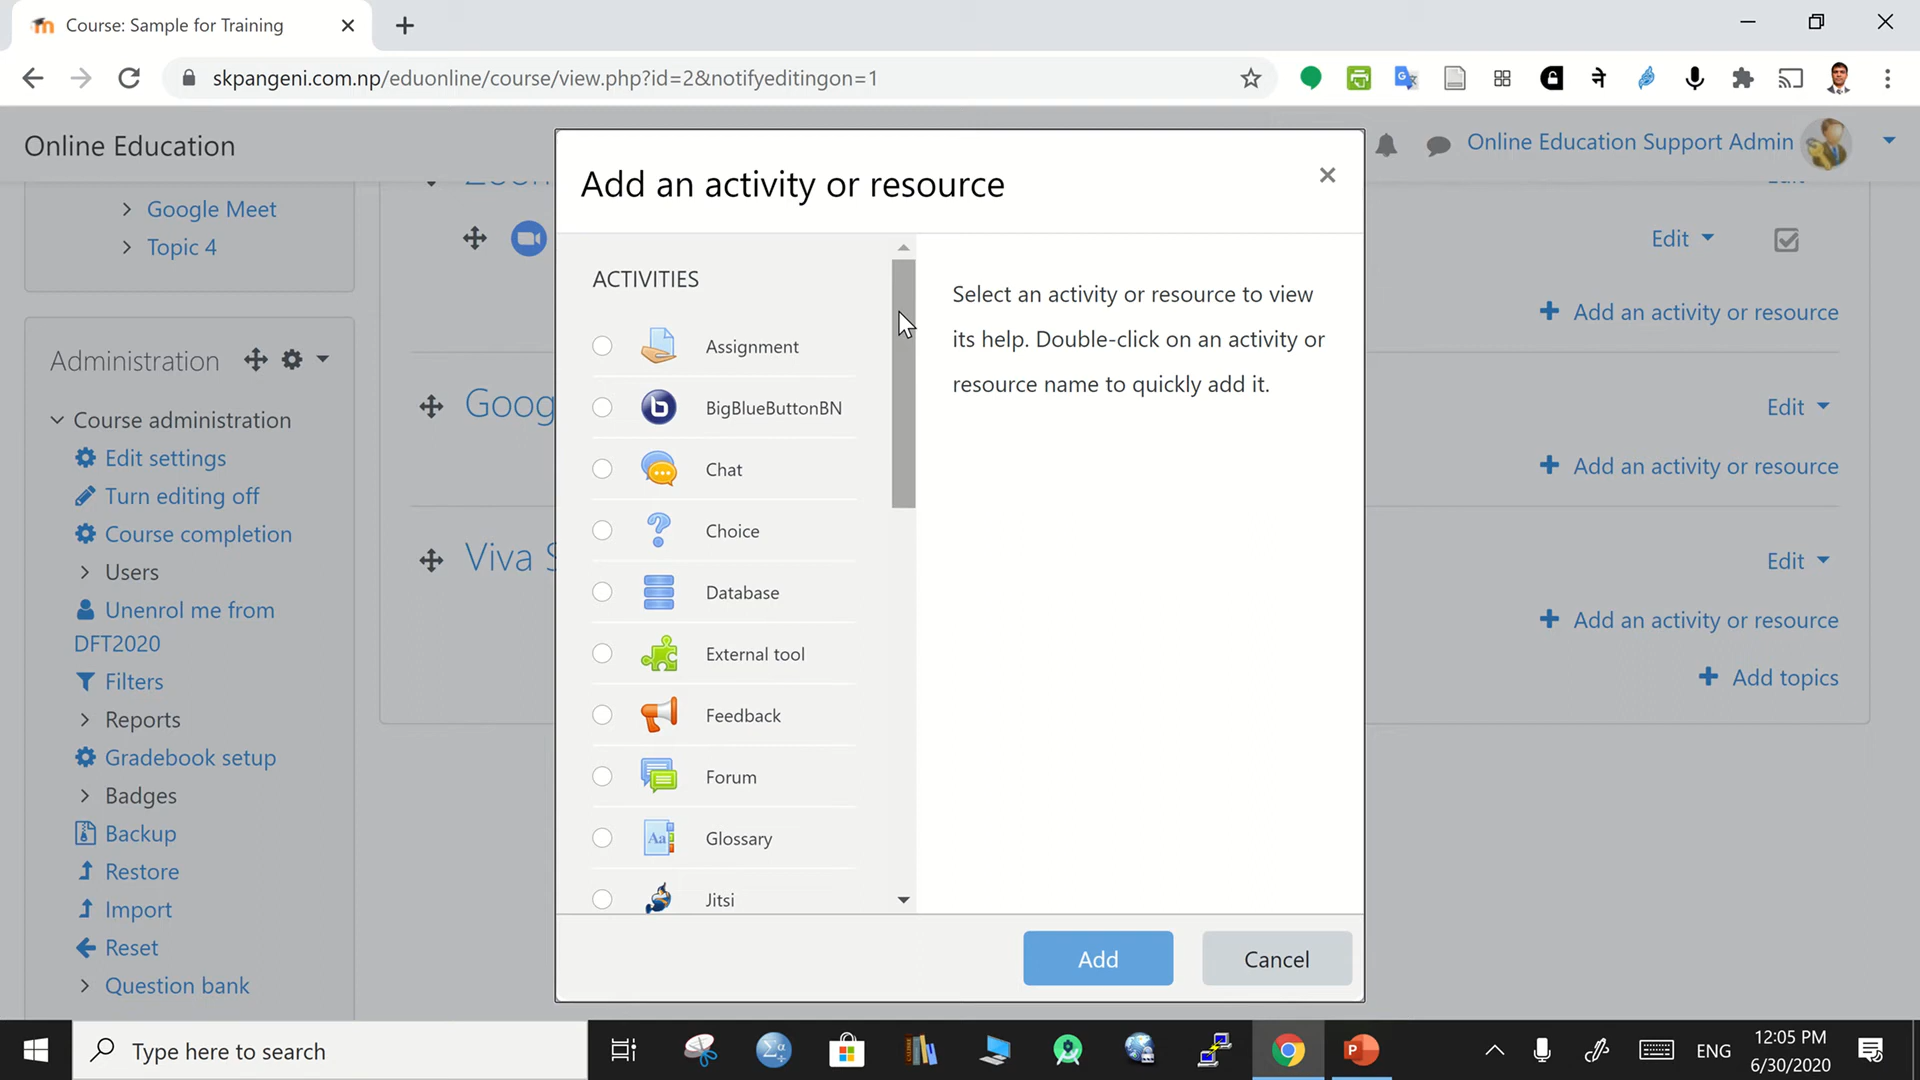 Course: Sample for Training
skpangeni.com.np/eduonline/course/view.php?id=2&notifyeditingon=1
Online Education
Online Education Support Admin
Google Meet
Topic 4
Administration
Course administration
Edit settings
Turn editing off
Course completion
Users
Unenrol me from
DFT2020
Filters
Reports
Gradebook setup
Badges
Backup
Restore
Import
Reset
Question bank
Add an activity or resource
ACTIVITIES
Assignment
BigBlueButtonBN
Chat
Choice
Database
External tool
Feedback
Forum
Glossary
Jitsi
Select an activity or resource to view
its help. Double-click on an activity or
resource name to quickly add it.
Add
Cancel
Goog
Viva S
Edit
Add an activity or resource
Edit
Add an activity or resource
Edit
Add an activity or resource
Add topics
Type here to search
ENG
12:05 PM
6/30/2020